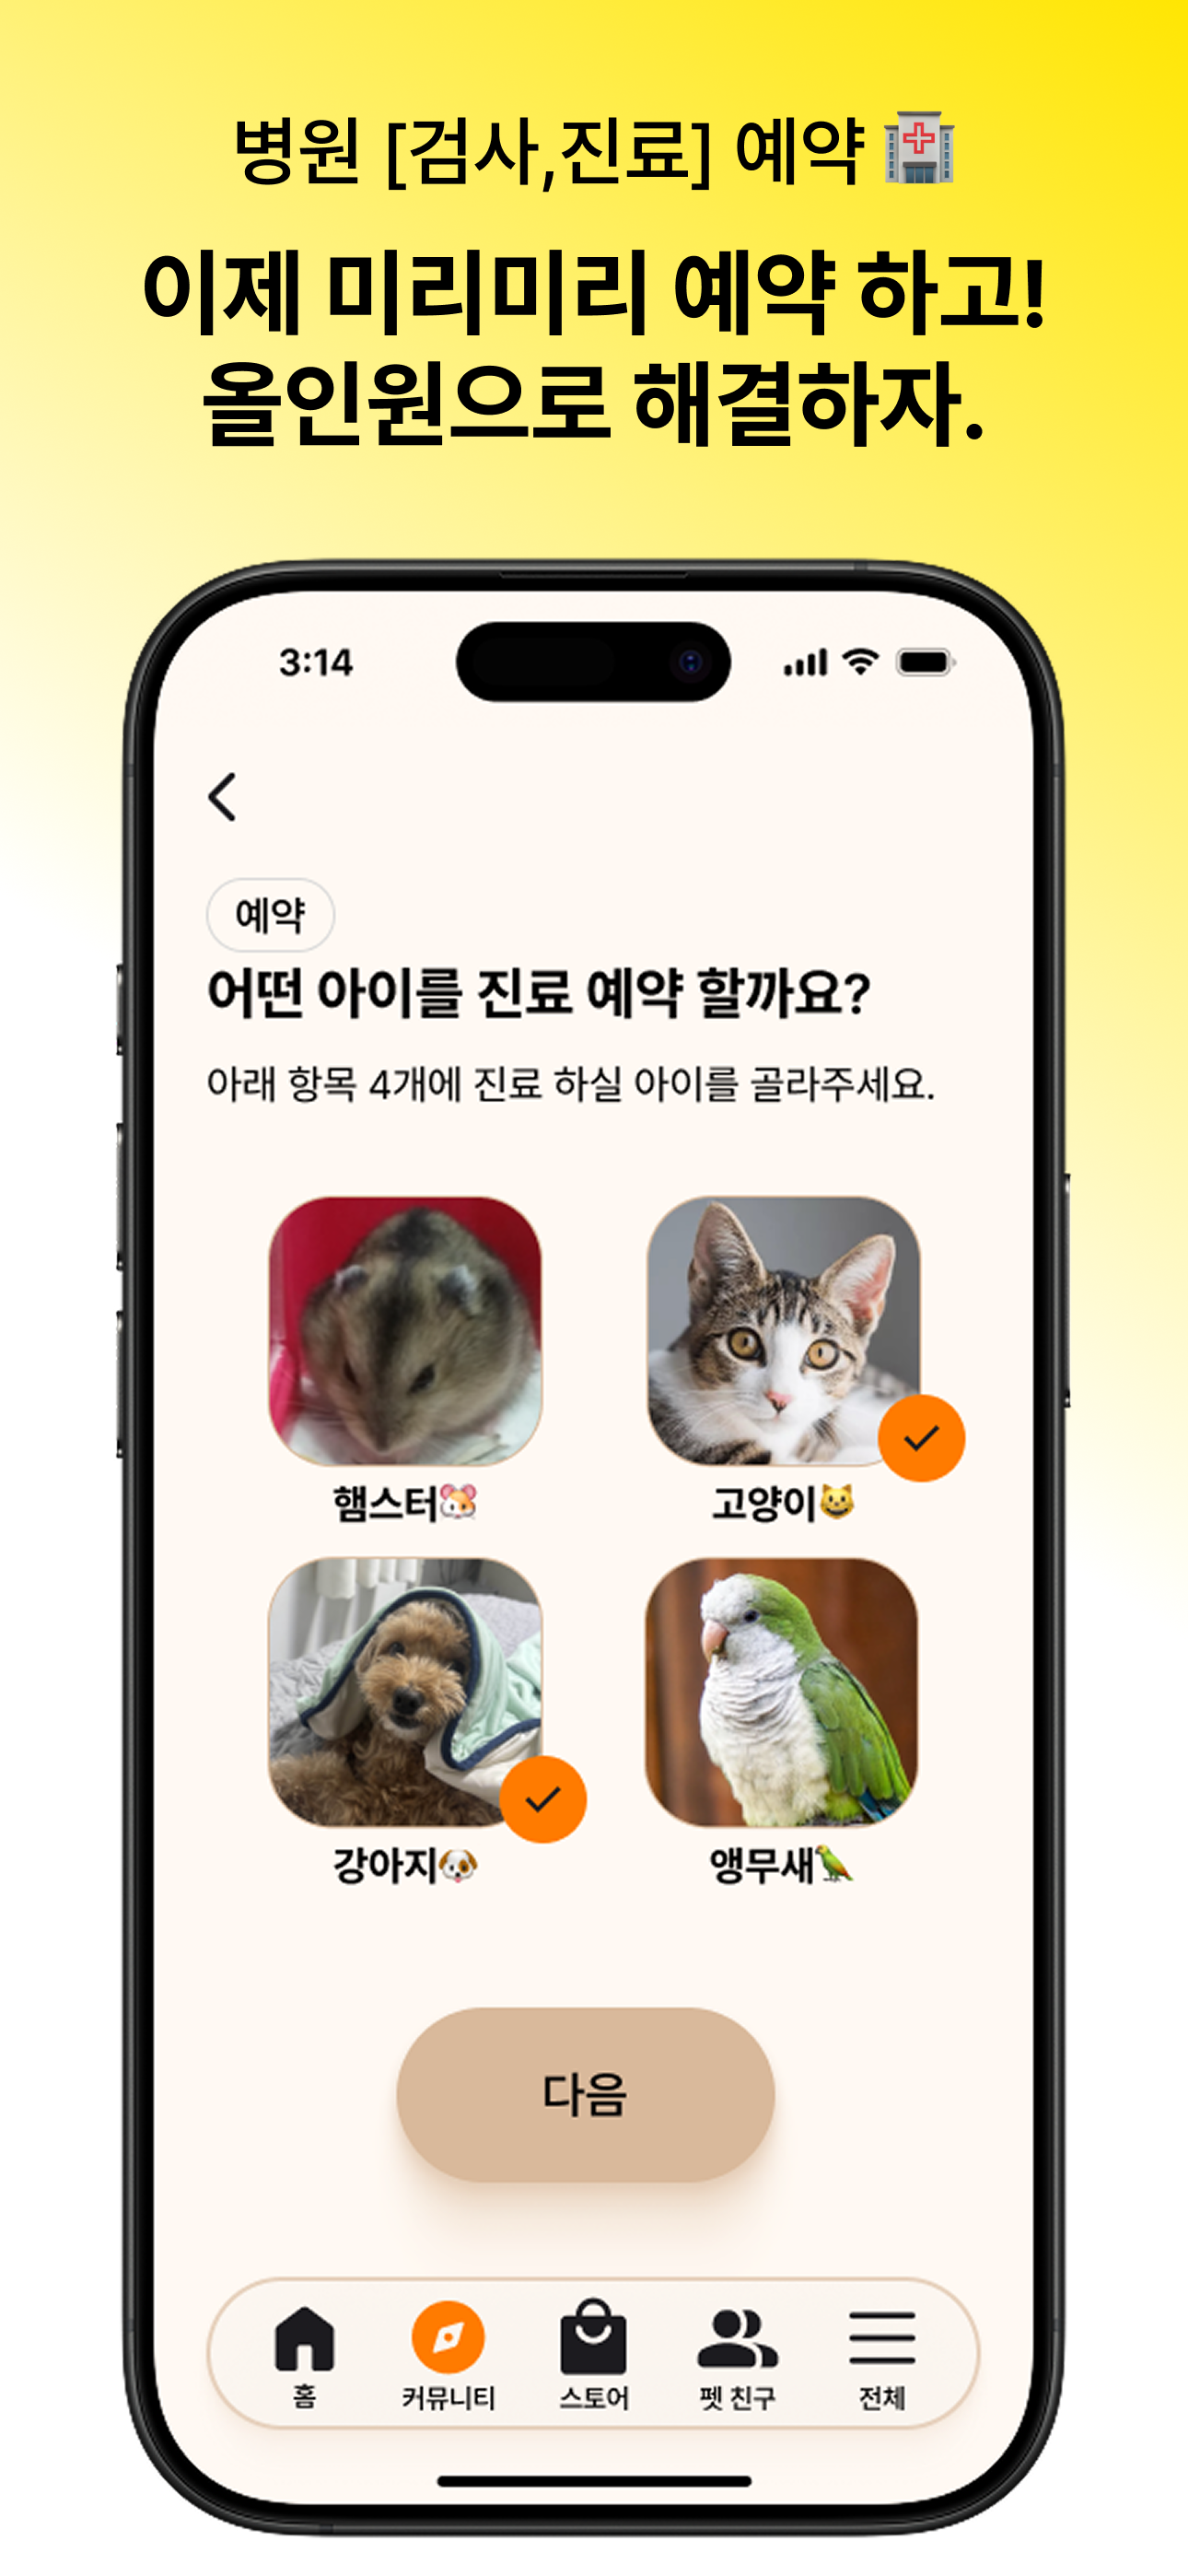 병원 [검사,진료] 예약 🏥
이제 미리미리 예약 하고!
올인원으로 해결하자.
3:14
예약
어떤 아이를 진료 예약 할까요?
아래 항목 4개에 진료 하실 아이를 골라주세요.
햄스터🐹
고양이😺
강아지🐶
앵무새🦜
다음
홈
커뮤니티
스토어
펫 친구
전체